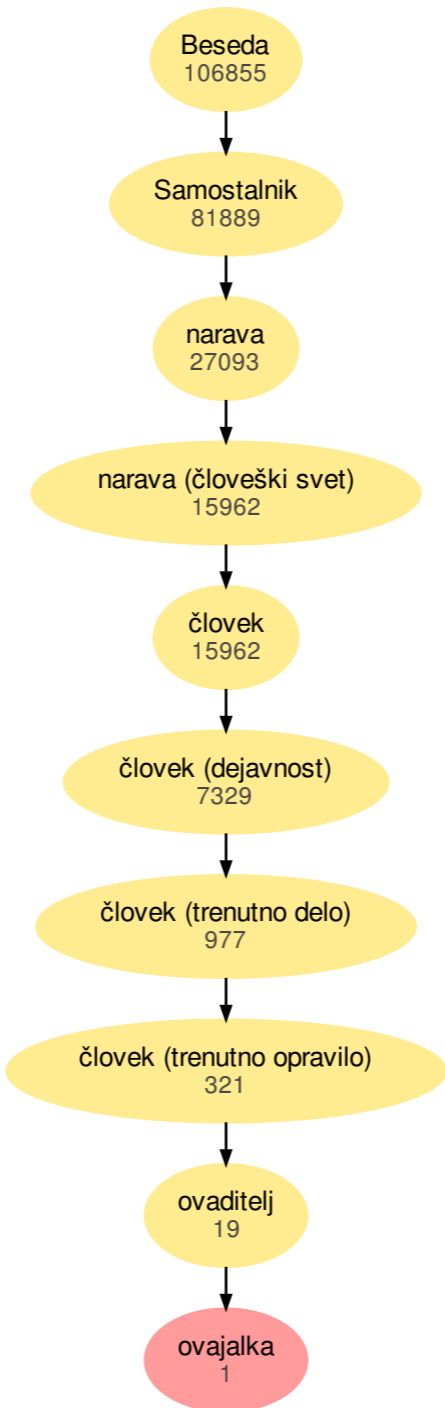 Beseda
106855
Samostalnik
81889
narava
27093
narava (človeški svet)
15962
človek
15962
človek (dejavnost)
7329
človek (trenutno delo)
977
človek (trenutno opravilo)
321
ovaditelj
19
ovajalka
1